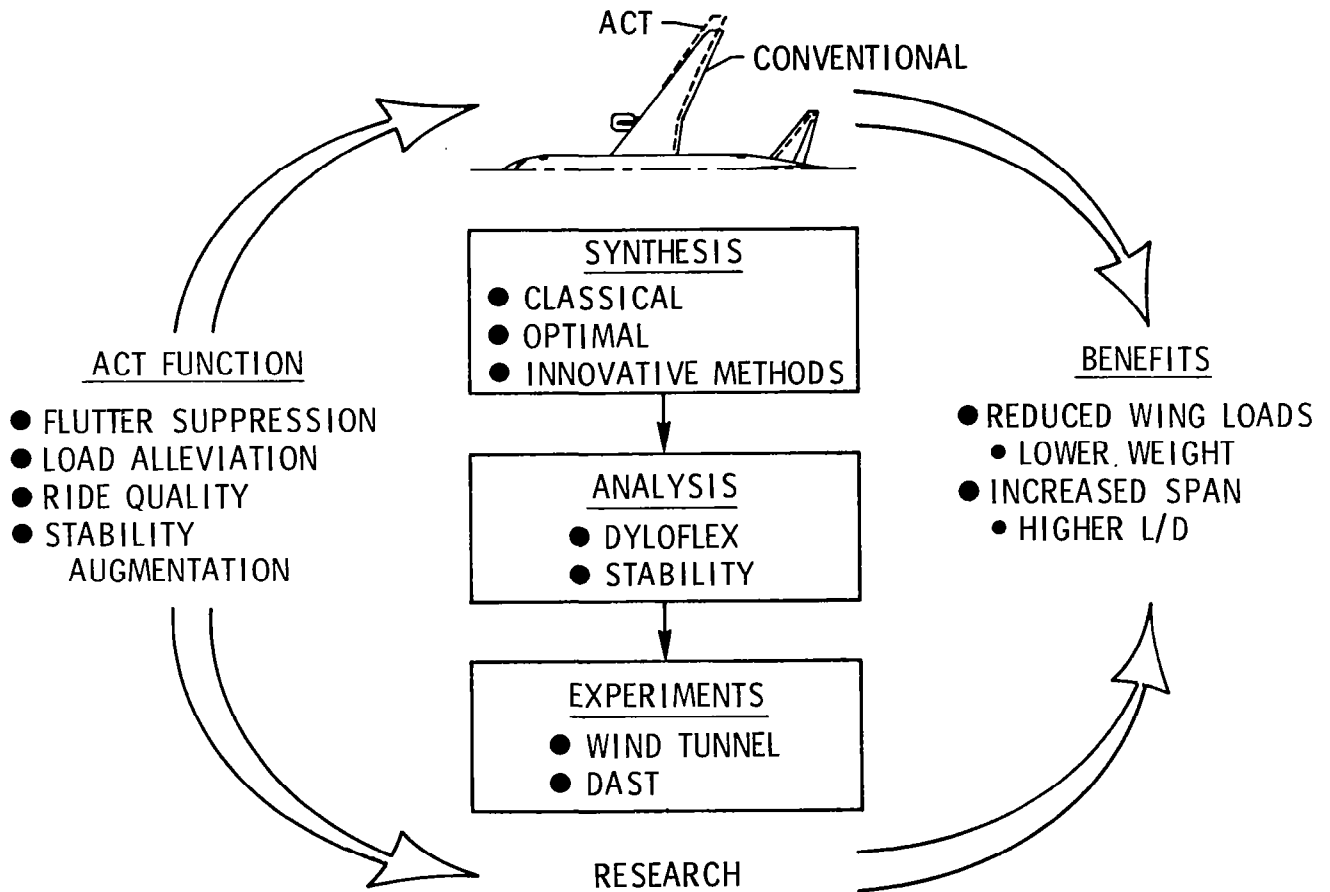 ACT
CONVENTIONAL
SYNTHESIS
● CLASSICAL
● OPTIMAL
● INNOVATIVE METHODS
ACT FUNCTION
● FLUTTER SUPPRESSION
● LOAD ALLEVIATION
● RIDE QUALITY
● STABILITY
AUGMENTATION
ANALYSIS
● DYLOFLEX
● STABILITY
EXPERIMENTS
● WIND TUNNEL
● DAST
RESEARCH
BENEFITS
● REDUCED WING LOADS
• LOWER. WEIGHT
● INCREASED SPAN
• HIGHER L/D